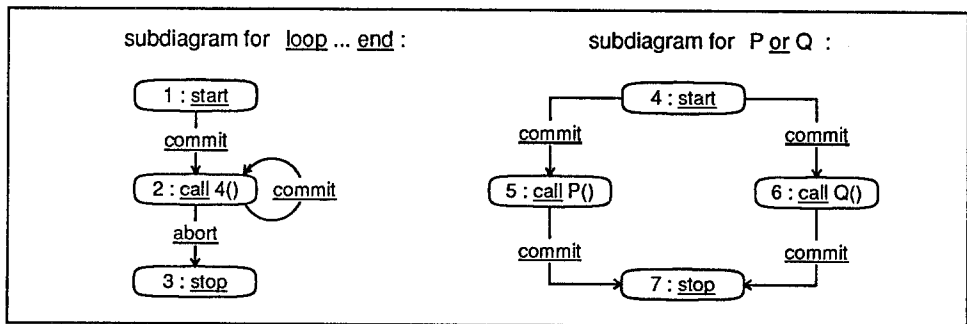 subdiagram for loop ... end :
1 : start
commit
2 : call 4()
commit
abort
3 : stop
subdiagram for P or Q :
4 : start
commit
commit
5 : call P()
6 : call Q()
commit
commit
7 : stop